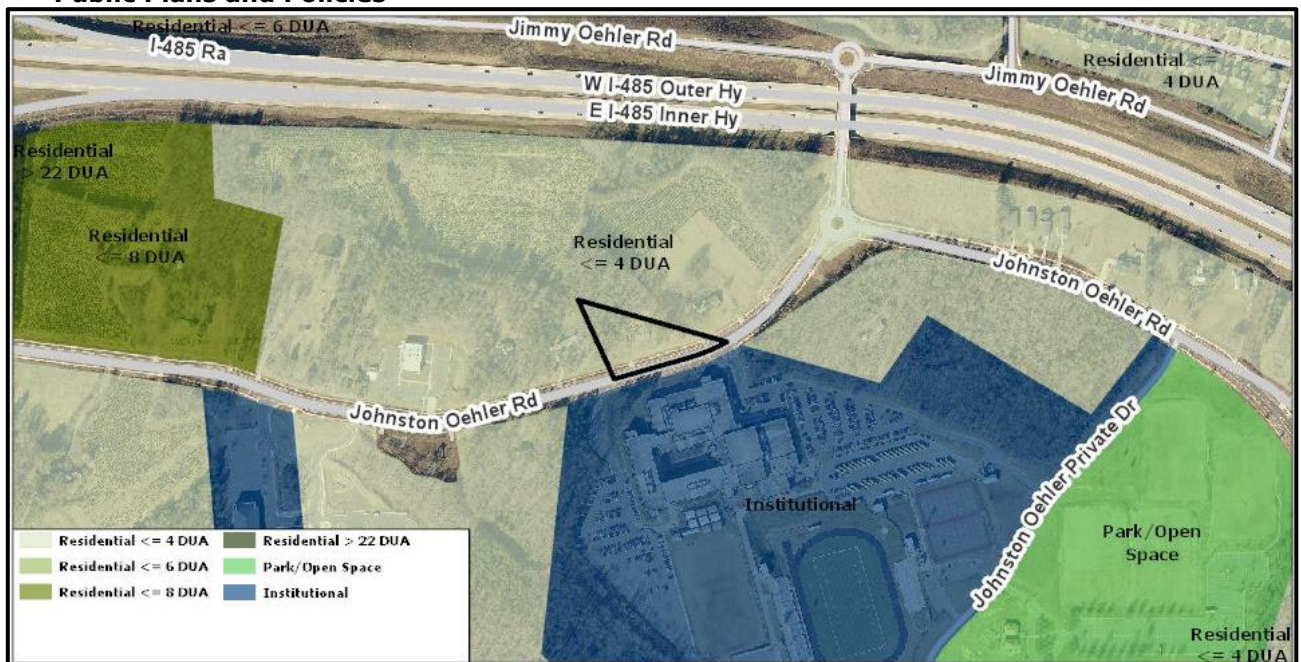 Public Plans and Policies
Residential <= 6 DUA
I-485 Ra
Jimmy Oehler Rd
Residential <=
4 DUA
Jimmy Oehler Rd
W I-485 Outer Hy
E I-485 Inner Hy
Residential
> 22 DUA
Residential
<= 8 DUA
Residential
<= 4 DUA
Johnston Oehler Rd
Johnston Oehler Rd
Johnston Oehler Private Dr
Institutional
Park/Open
Space
Residential
<= 4 DUA
Residential <= 4 DUA
Residential > 22 DUA
Residential <= 6 DUA
Park/Open Space
Residential <= 8 DUA
Institutional